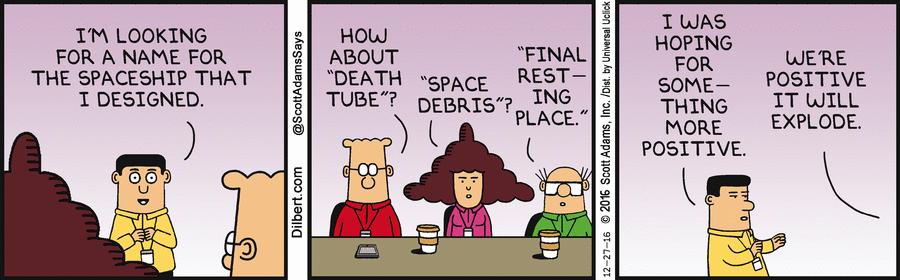 I'M LOOKING
FOR A NAME FOR
THE SPACESHIP THAT
I DESIGNED.
Dilbert.com @ScottAdamsSays
HOW
ABOUT
"DEATH
TUBE"?
"SPACE
DEBRIS"?
"FINAL
REST—
ING
PLACE."
12-27-16 © 2016 Scott Adams, Inc. /Dist. by Universal Uclick
I WAS
HOPING
FOR
SOME—
THING
MORE
POSITIVE.
WE'RE
POSITIVE
IT WILL
EXPLODE.